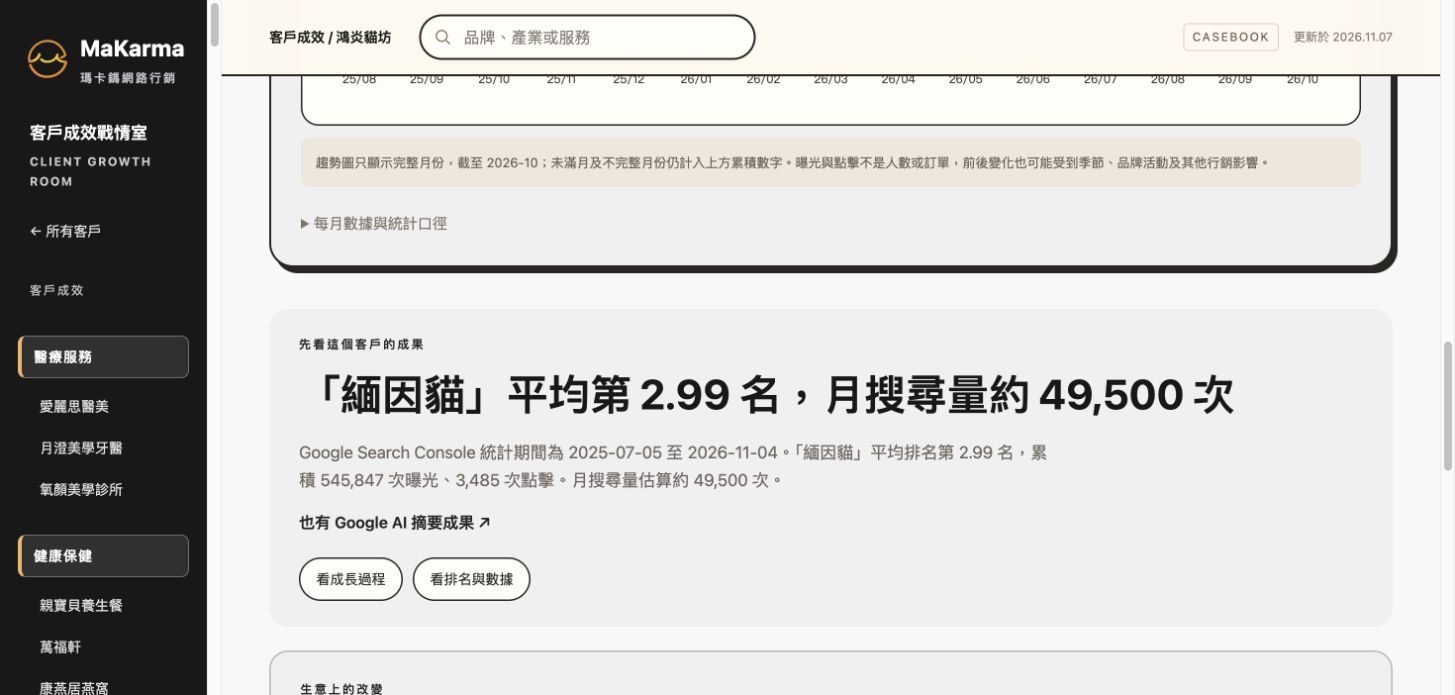 MaKarma
瑪卡鎷網路行銷
客戶成效戰情室
CLIENT GROWTH
ROOM
← 所有客戶
客戶成效
醫療服務
愛麗思醫美
月澄美學牙醫
氧顏美學診所
健康保健
親寶貝養生餐
萬福軒
康燕居燕窩
客戶成效 / 鴻炎貓坊
品牌、產業或服務
CASEBOOK
更新於 2026.11.07
25/08 25/09 25/10 25/11 25/12 26/01 26/02 26/03 26/04 26/05 26/06 26/07 26/08 26/09 26/10
趨勢圖只顯示完整月份，截至 2026-10；未滿月及不完整月份仍計入上方累積數字。曝光與點擊不是人數或訂單，前後變化也可能受到季節、品牌活動及其他行銷影響。
▶ 每月數據與統計口徑
先看這個客戶的成果
「緬因貓」平均第 2.99 名，月搜尋量約 49,500 次
Google Search Console 統計期間為 2025-07-05 至 2026-11-04。「緬因貓」平均排名第 2.99 名，累
積 545,847 次曝光、3,485 次點擊。月搜尋量估算約 49,500 次。
也有 Google AI 摘要成果 ↗
看成長過程
看排名與數據
生意上的改變